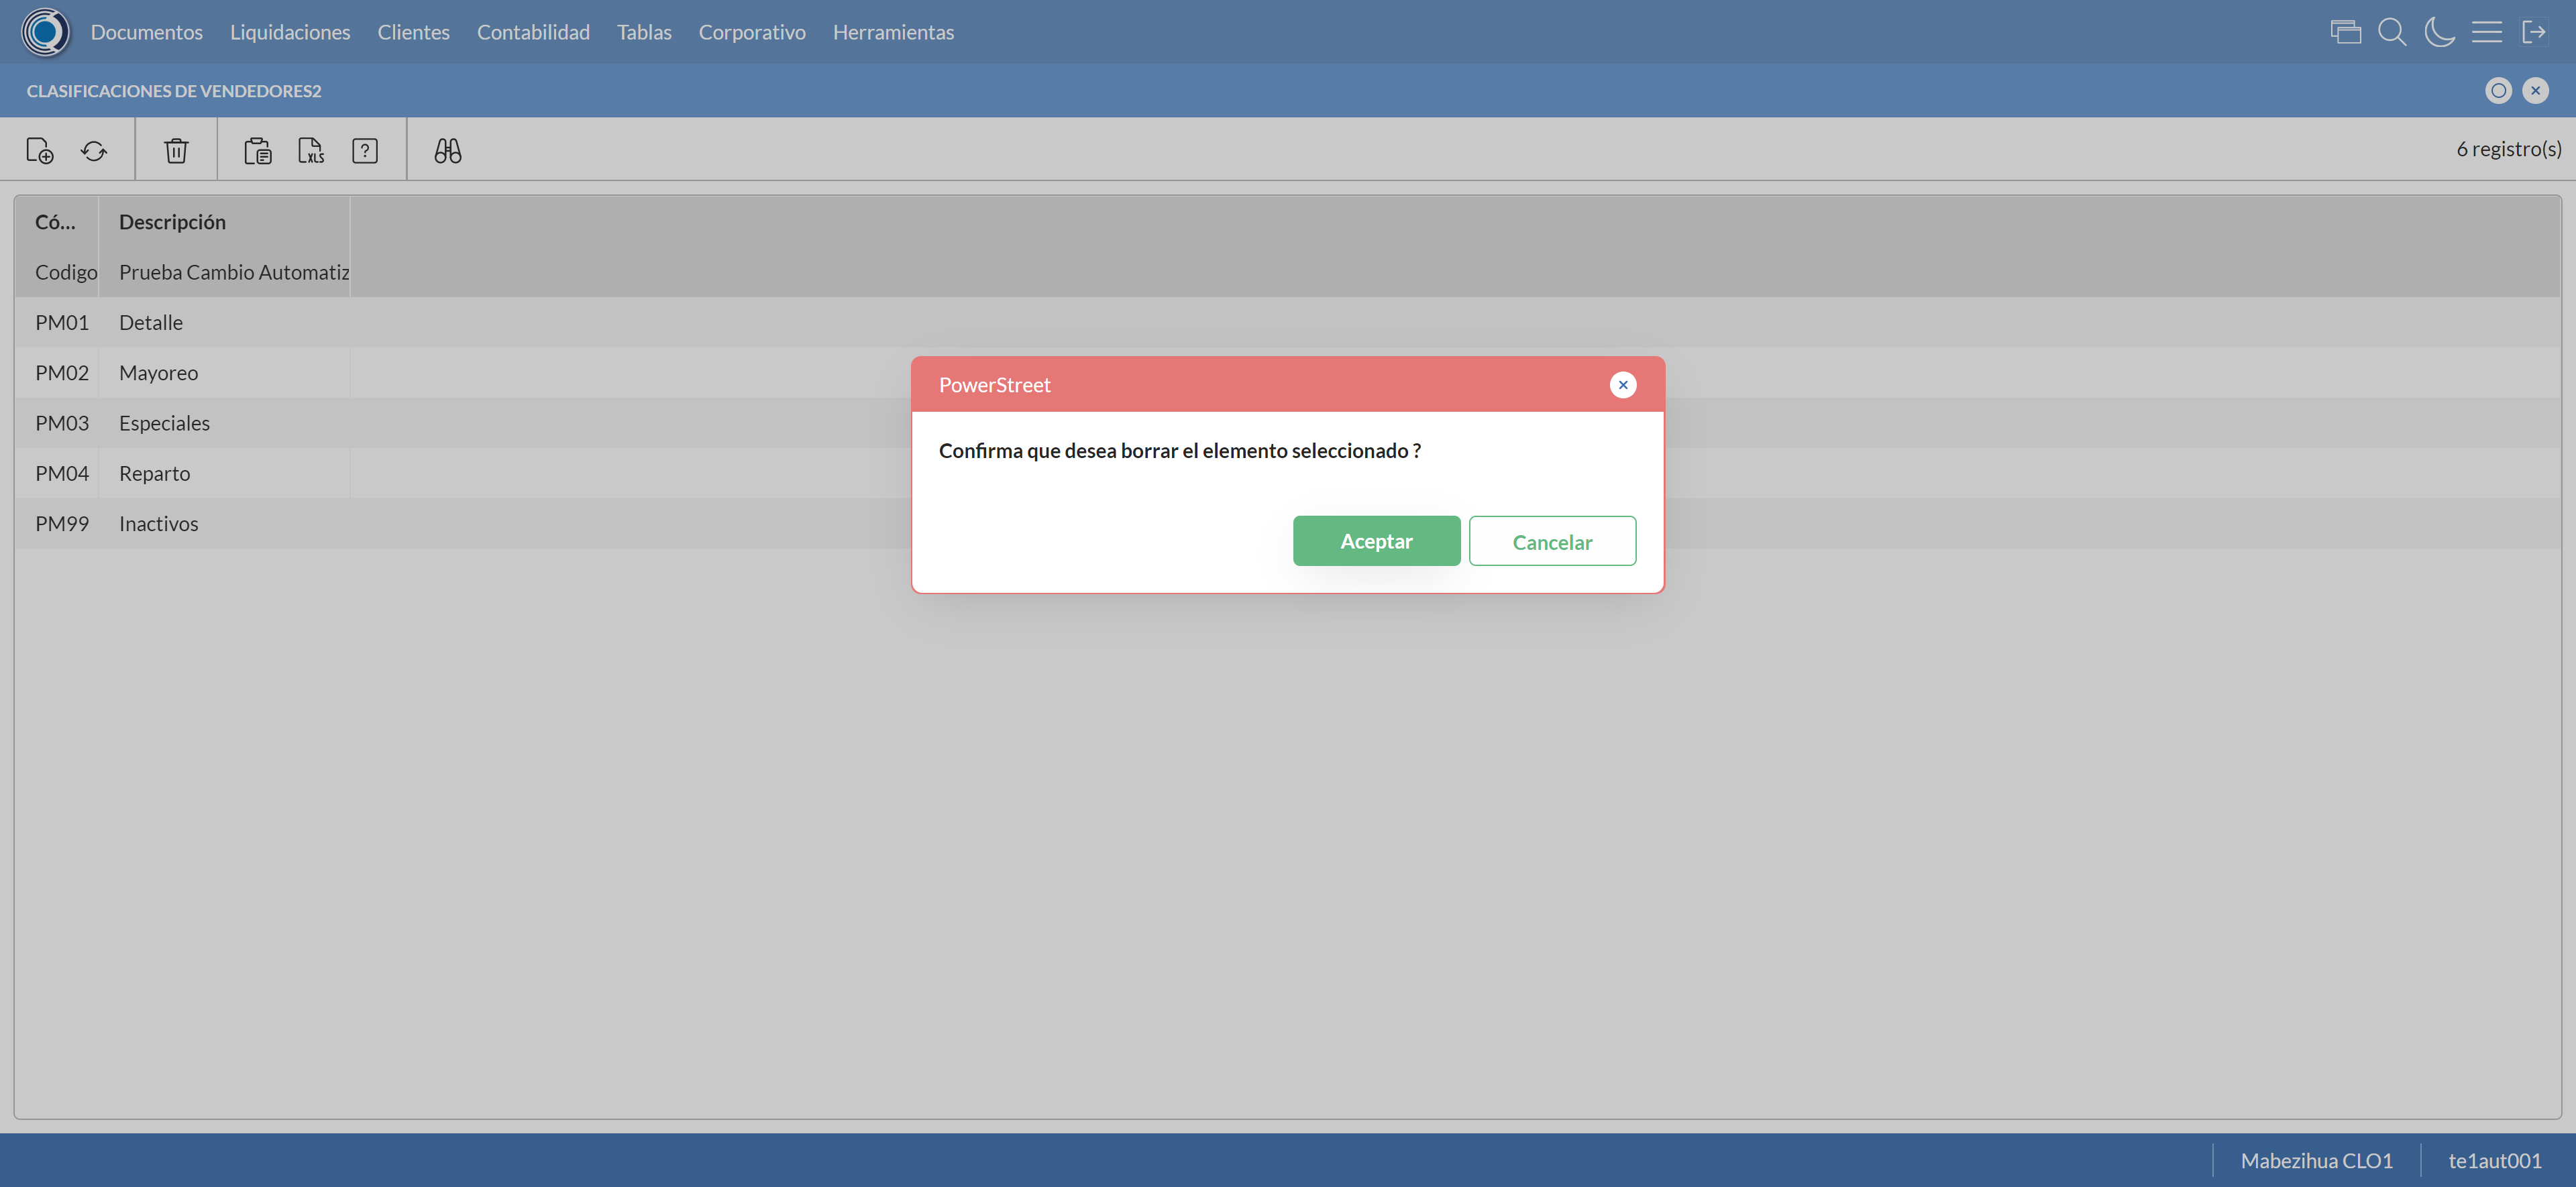 Documentos Liquidaciones Clientes Contabilidad Tablas Corporativo Herramientas
CLASIFICACIONES DE VENDEDORES2
XLS ? 6 registro(s)
Có... Descripción
Codigo Prueba Cambio Automatiz
PM01 Detalle
PM02 Mayoreo
PM03 Especiales
PM04 Reparto
PM99 Inactivos
PowerStreet
Confirma que desea borrar el elemento seleccionado ?
Aceptar Cancelar
Mabezihua CLO1 te1aut001